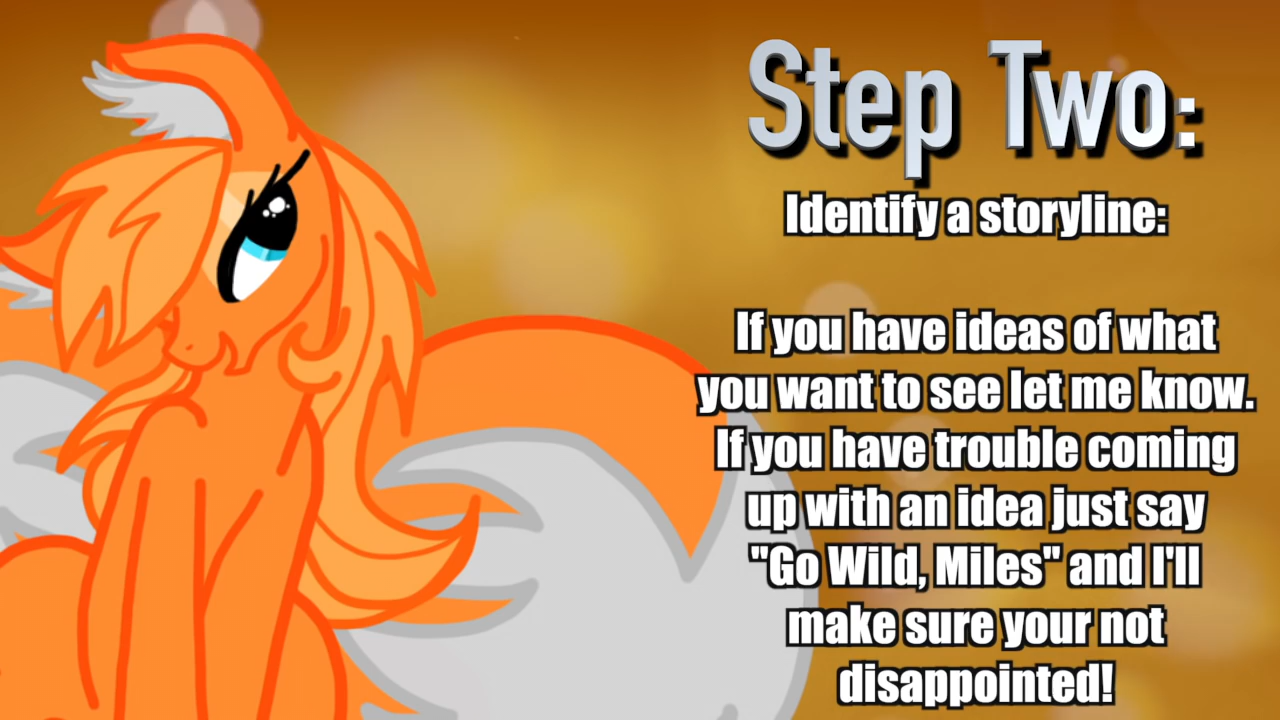 Step Two:
Identify a storyline:
If you have ideas of what
you want to see let me know.
If you have trouble coming
up with an idea just say
"Go Wild, Miles" and I'll
make sure your not
disappointed!